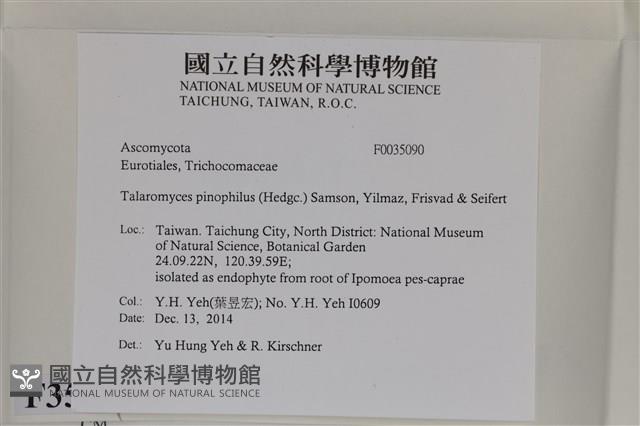 國立自然科學博物館
NATIONAL MUSEUM OF NATURAL SCIENCE
TAICHUNG, TAIWAN, R.O.C.
Ascomycota F0035090
Eurotiales, Trichocomaceae
Talaromyces pinophilus (Hedgc.) Samson, Yilmaz, Frisvad & Seifert
Loc.: Taiwan. Taichung City, North District: National Museum
of Natural Science, Botanical Garden
24.09.22N, 120.39.59E;
isolated as endophyte from root of Ipomoea pes-caprae
Col.: Y.H. Yeh(葉昱宏); No. Y.H. Yeh I0609
Date: Dec. 13, 2014
Det.: Yu Hung Yeh & R. Kirschner
國立自然科學博物館
NATIONAL MUSEUM OF NATURAL SCIENCE